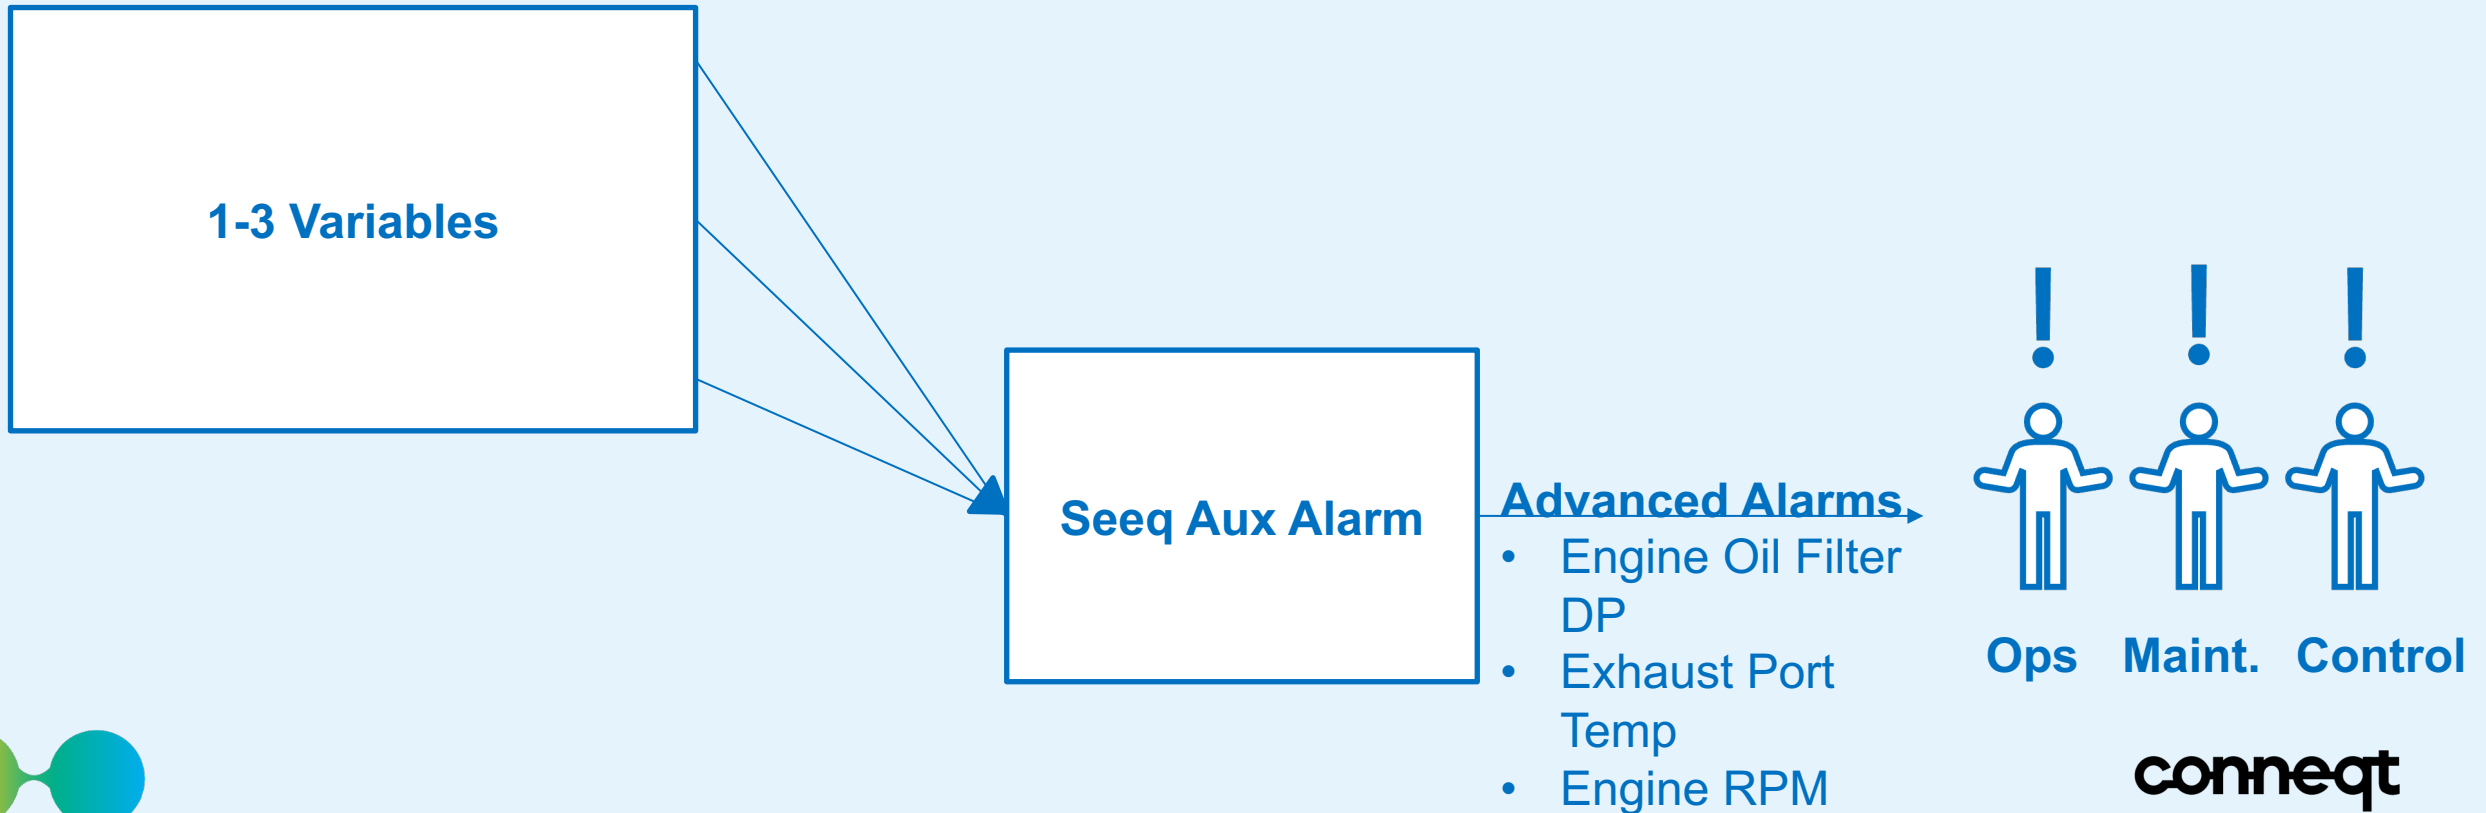 1-3 Variables
Seeq Aux Alarm
Advanced Alarms
• Engine Oil Filter
DP
• Exhaust Port
Temp
• Engine RPM
! ! !
Ops Maint. Control
conneqt